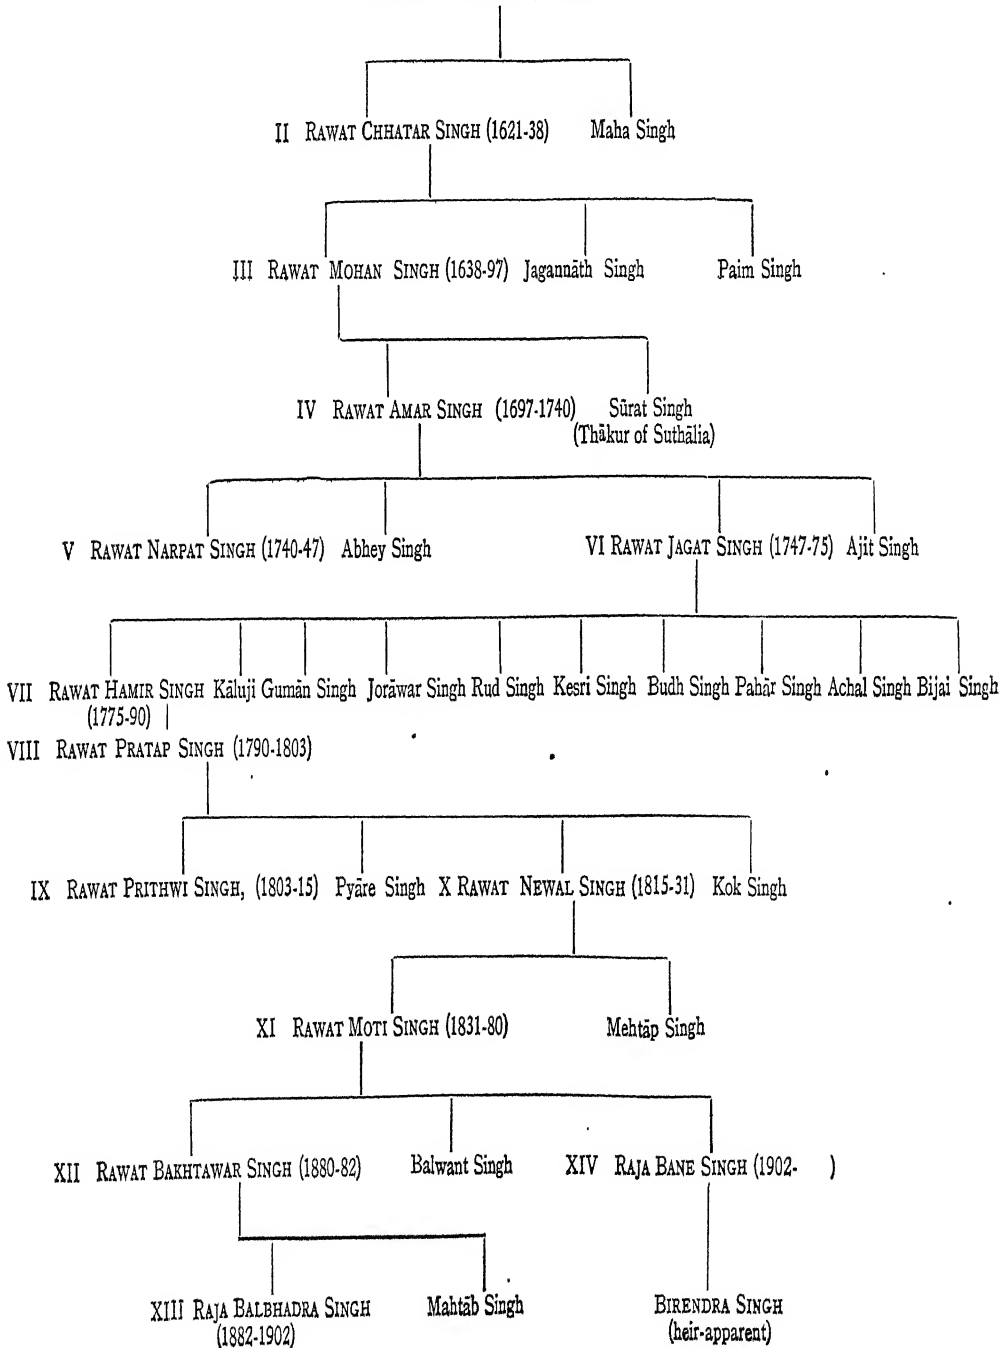 II RAWAT CHHATAR SINGH (1621-38) Maha Singh
III RAWAT MOHAN SINGH (1638-97) Jagannāth Singh Paim Singh
IV RAWAT AMAR SINGH (1697-1740) Sūrat Singh
(Thākur of Suthālia)
V RAWAT NARPAT SINGH (1740-47) Abhey Singh VI RAWAT JAGAT SINGH (1747-75) Ajit Singh
VII RAWAT HAMIR SINGH Kāluji Gumān Singh Jorāwar Singh Rud Singh Kesri Singh Budh Singh Pahār Singh Achal Singh Bijai Singh
(1775-90)
VIII RAWAT PRATAP SINGH (1790-1803)
IX RAWAT PRITHWI SINGH, (1803-15) Pyāre Singh X RAWAT NEWAL SINGH (1815-31) Kok Singh
XI RAWAT MOTI SINGH (1831-80) Mehtāp Singh
XII RAWAT BAKHTAWAR SINGH (1880-82) Balwant Singh XIV RAJA BANE SINGH (1902- )
XIII RAJA BALBHADRA SINGH Mahtāb Singh BIRENDRA SINGH
(1882-1902) (heir-apparent)